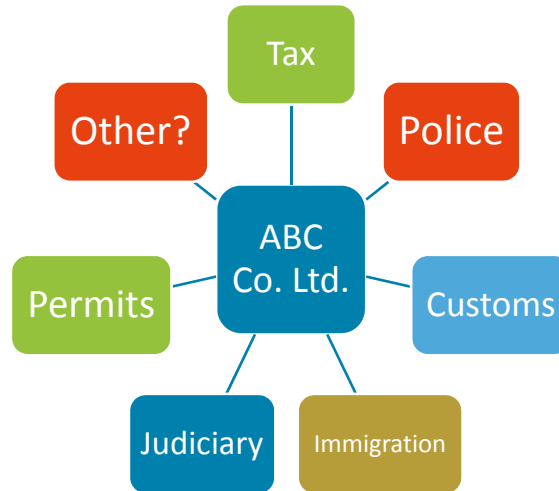 Tax
Other?
Police
ABC
Co. Ltd.
Permits
Customs
Judiciary
Immigration